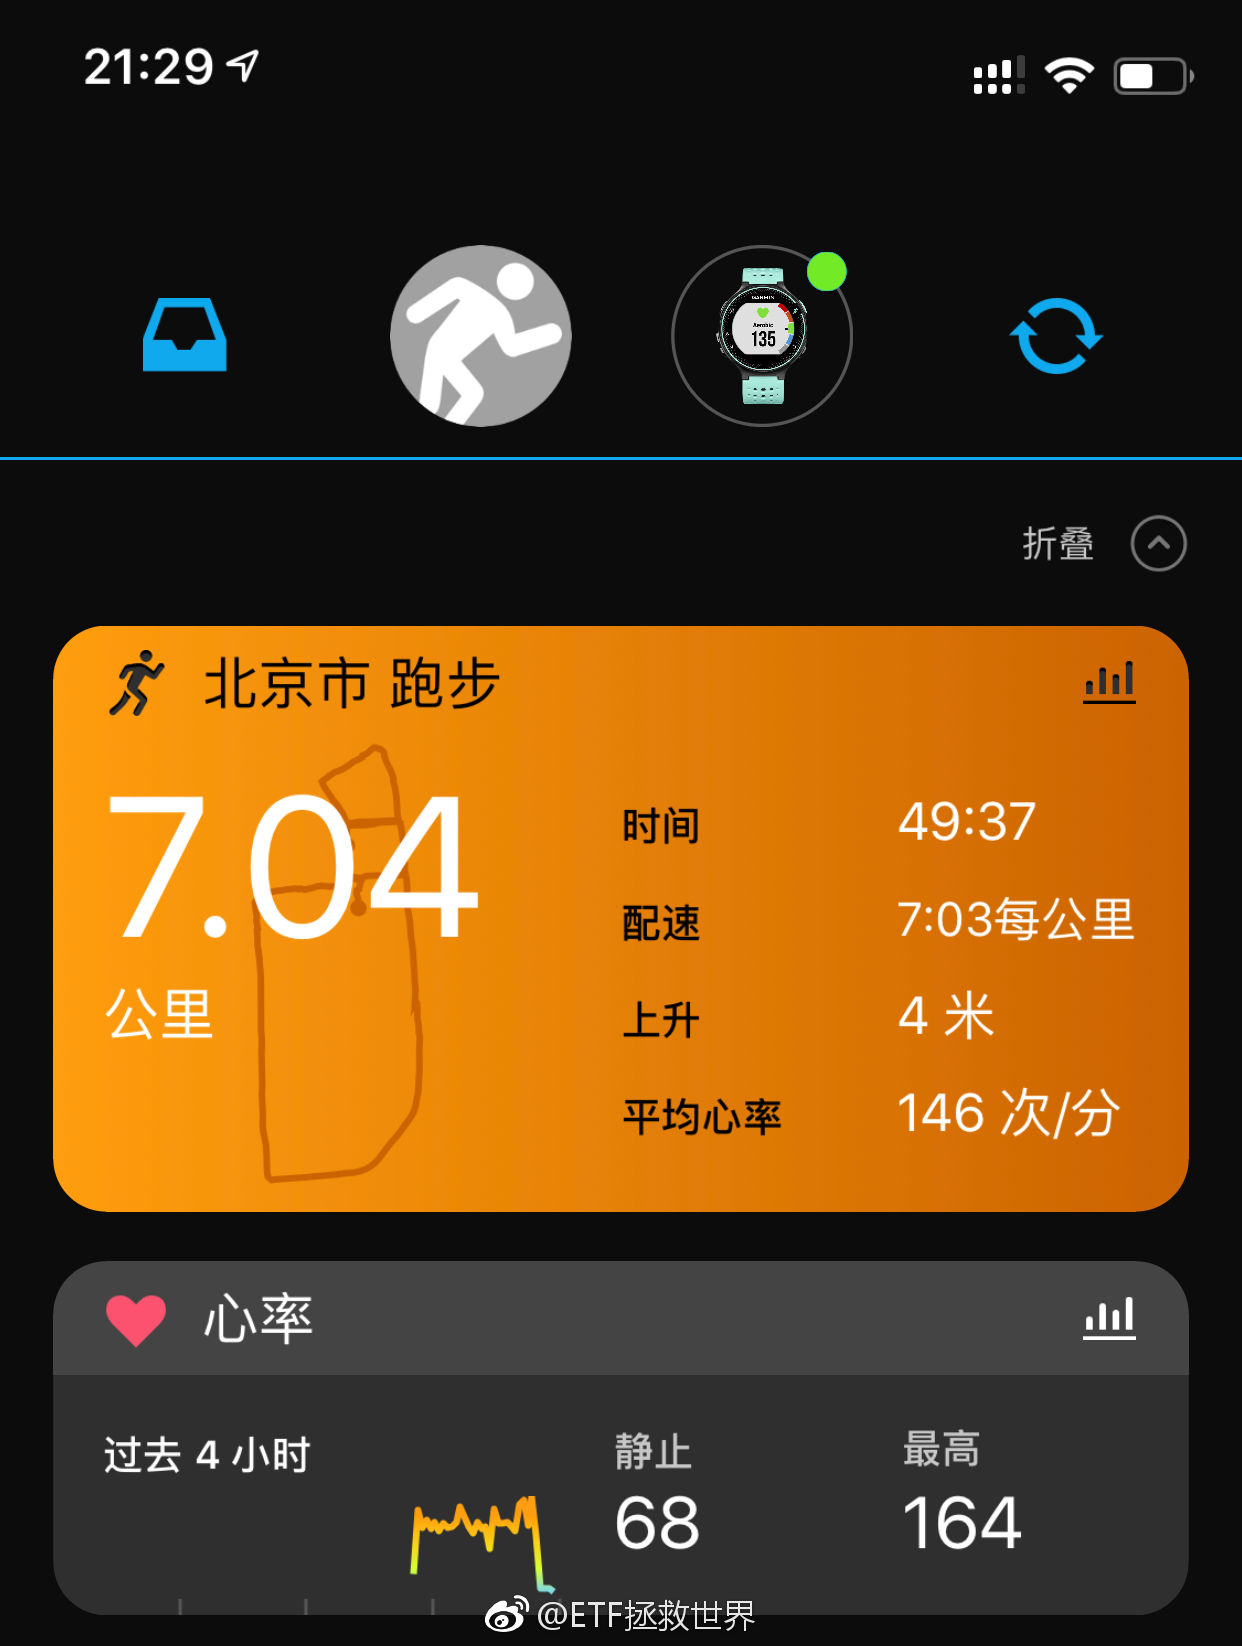 21:29
GARMIN
Aerobic
135
折叠
北京市 跑步
7.04
公里
时间 49:37
配速 7:03每公里
上升 4 米
平均心率 146 次/分
心率
过去 4 小时
静止 最高
68 164
@ETF拯救世界